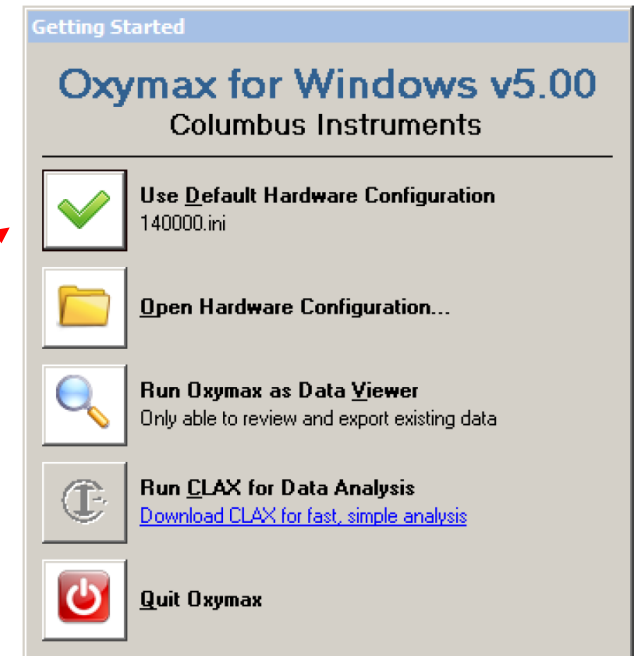 Getting Started
Oxymax for Windows v5.00
Columbus Instruments
Use Default Hardware Configuration
140000.ini
Open Hardware Configuration...
Run Oxymax as Data Viewer
Only able to review and export existing data
Run CLAX for Data Analysis
Download CLAX for fast, simple analysis
Quit Oxymax